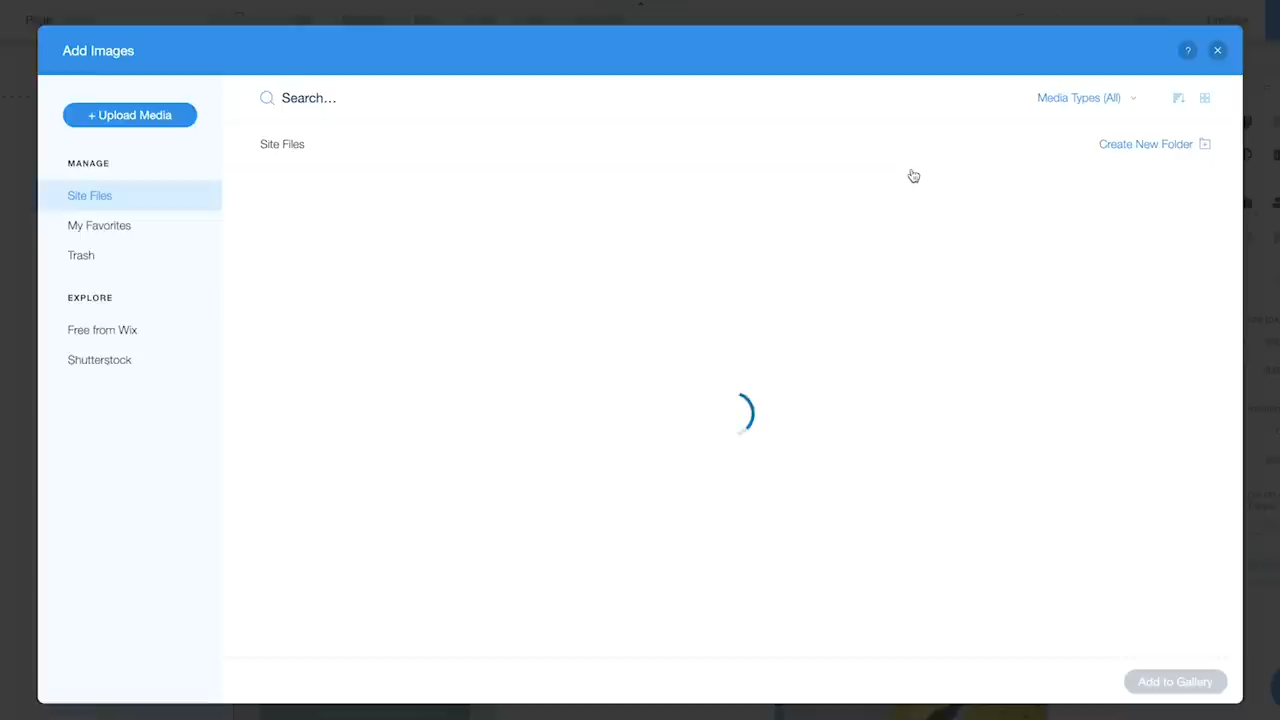 Add Images
?
+ Upload Media
Search...
Media Types (All)
MANAGE
Site Files
Create New Folder
Site Files
My Favorites
Trash
EXPLORE
Free from Wix
Shutterstock
Add to Gallery